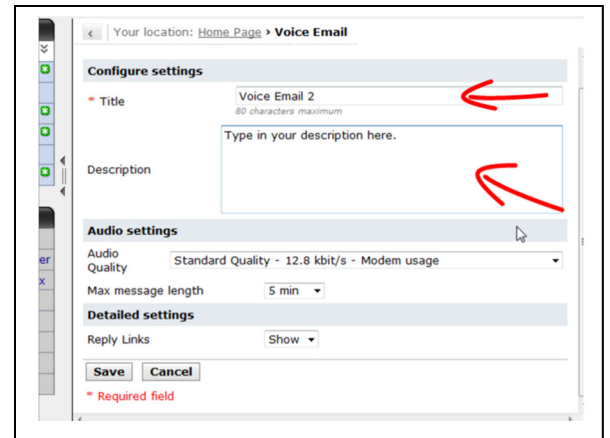 Your location: Home Page › Voice Email
Configure settings
* Title
Voice Email 2
80 characters maximum
Type in your description here.
Description
Audio settings
Audio
Quality
Standard Quality - 12.8 kbit/s - Modem usage
er
x
Max message length
5 min
Detailed settings
Reply Links
Show
Save
Cancel
* Required field